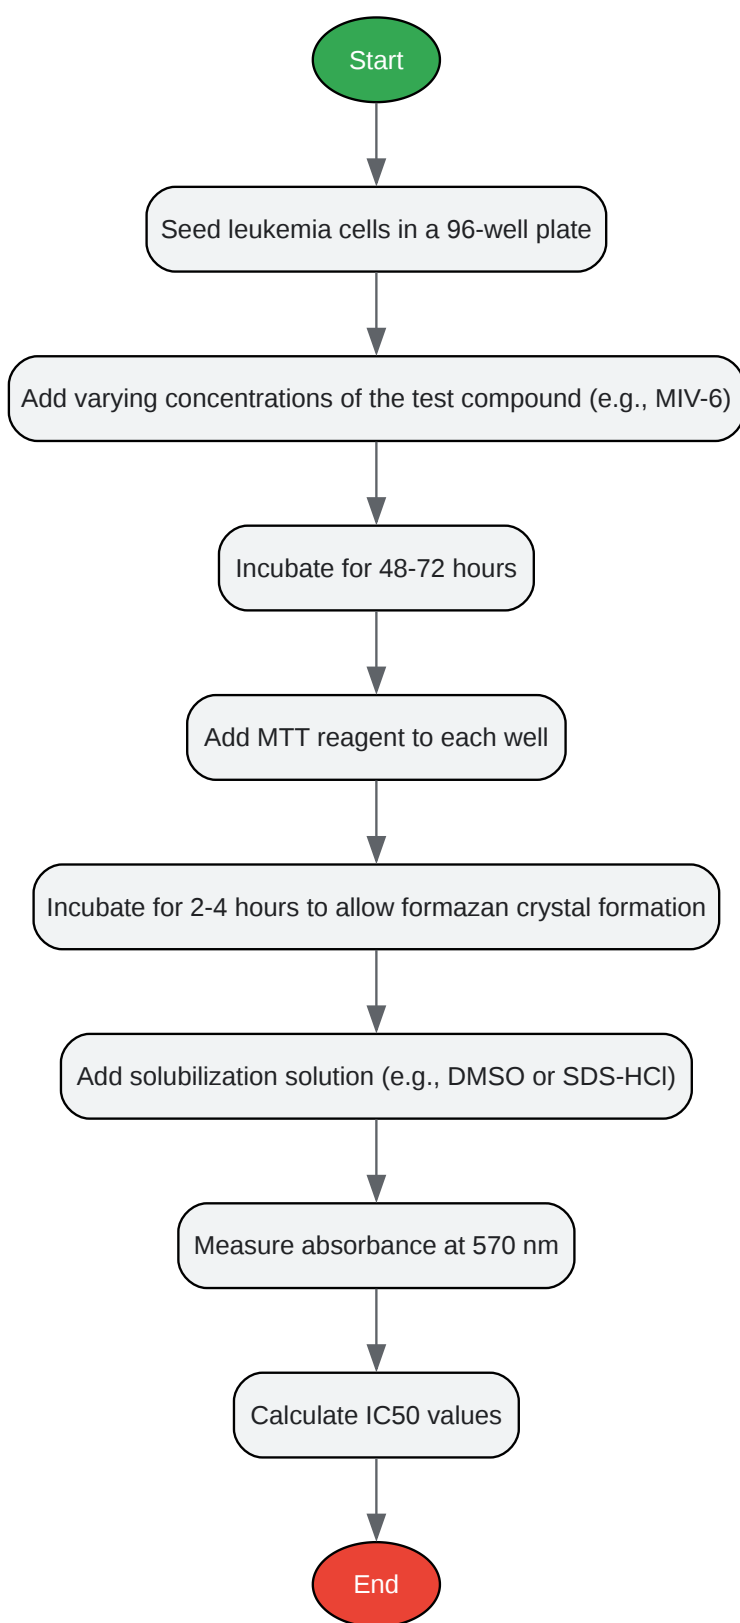 Start
Seed leukemia cells in a 96-well plate
Add varying concentrations of the test compound (e.g., MIV-6)
Incubate for 48-72 hours
Add MTT reagent to each well
Incubate for 2-4 hours to allow formazan crystal formation
Add solubilization solution (e.g., DMSO or SDS-HCl)
Measure absorbance at 570 nm
Calculate IC50 values
End